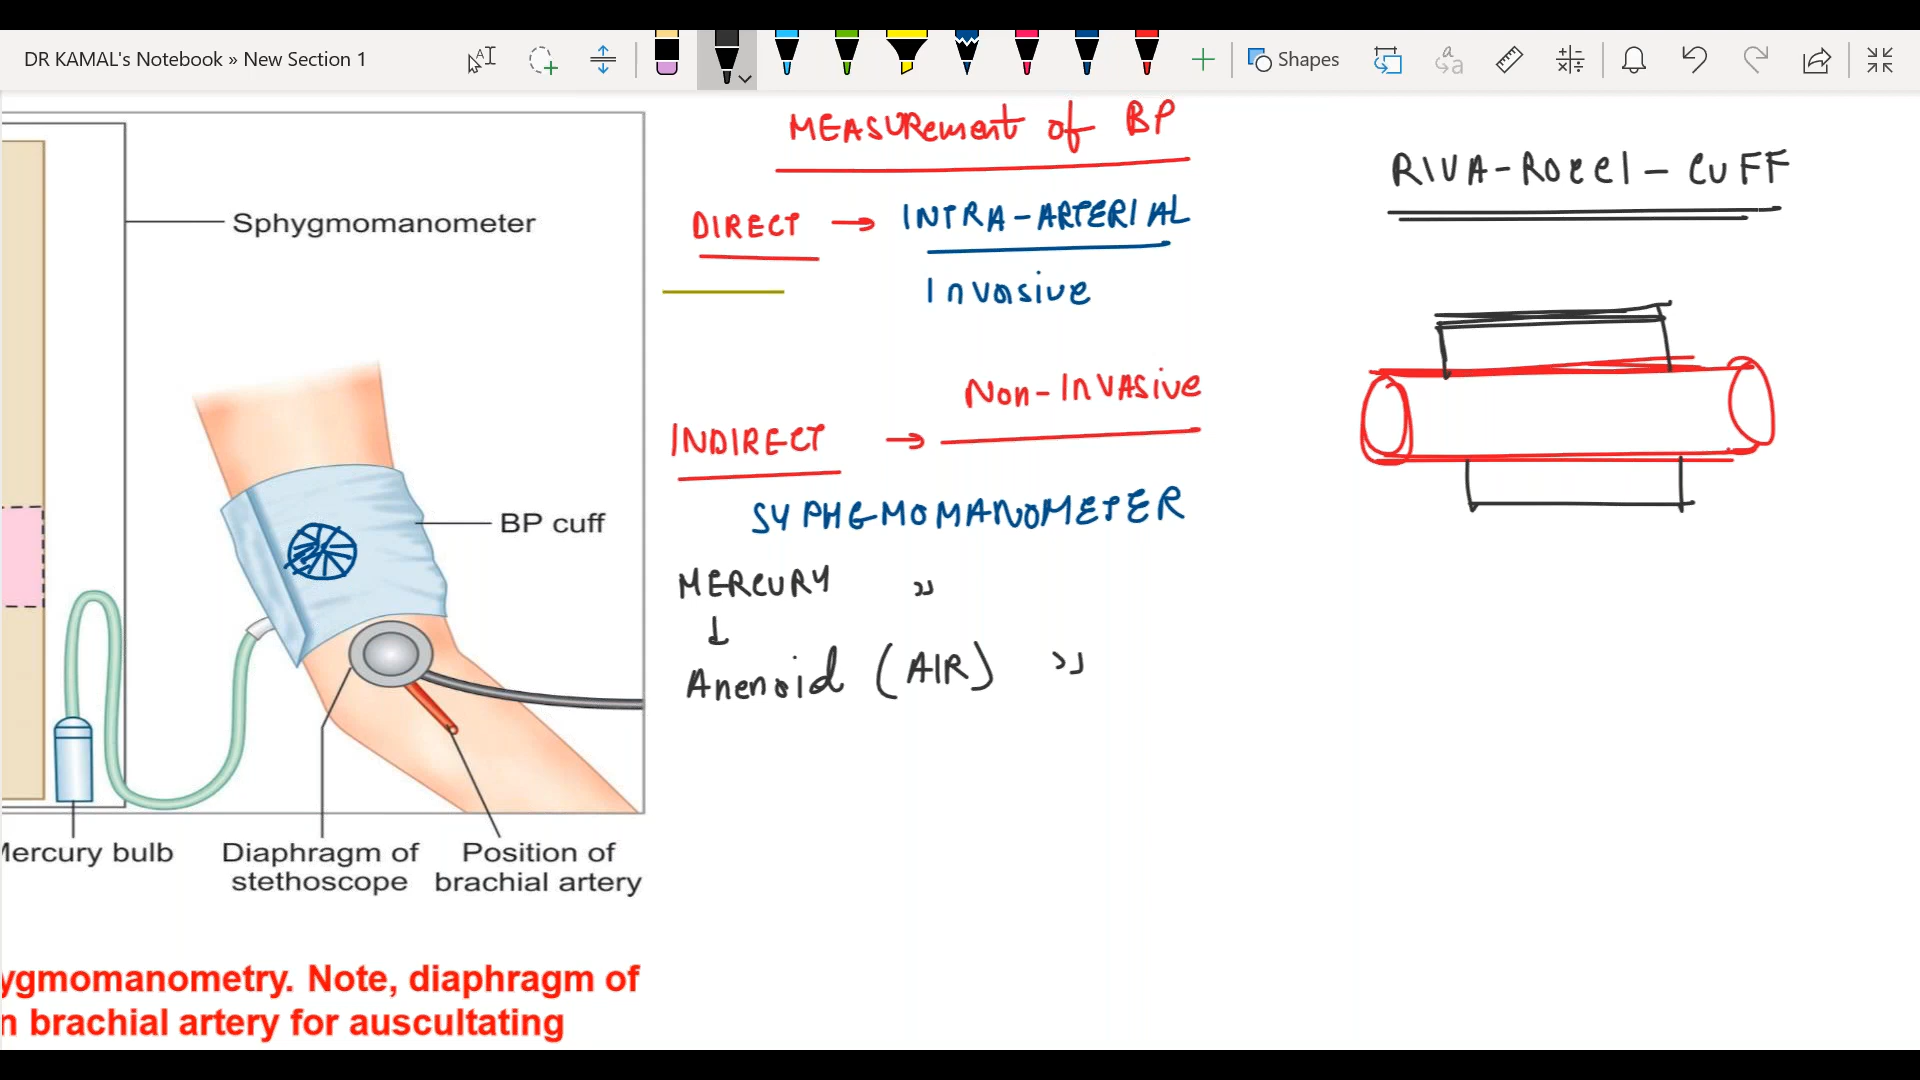 DR KAMAL's Notebook » New Section 1
Shapes
MEASURement of BP
DIRECT → INTRA-ARTERIAL
Invasive
Non-INVASive
INDIRECT →
SYPHGMOMANOMETER
MERCURY "
↓
Anenoid (AIR) "
RIVA-Rocci-CUFF
Sphygmomanometer
BP cuff
Mercury bulb
Diaphragm of stethoscope
Position of brachial artery
ygmomanometry. Note, diaphragm of
n brachial artery for auscultating